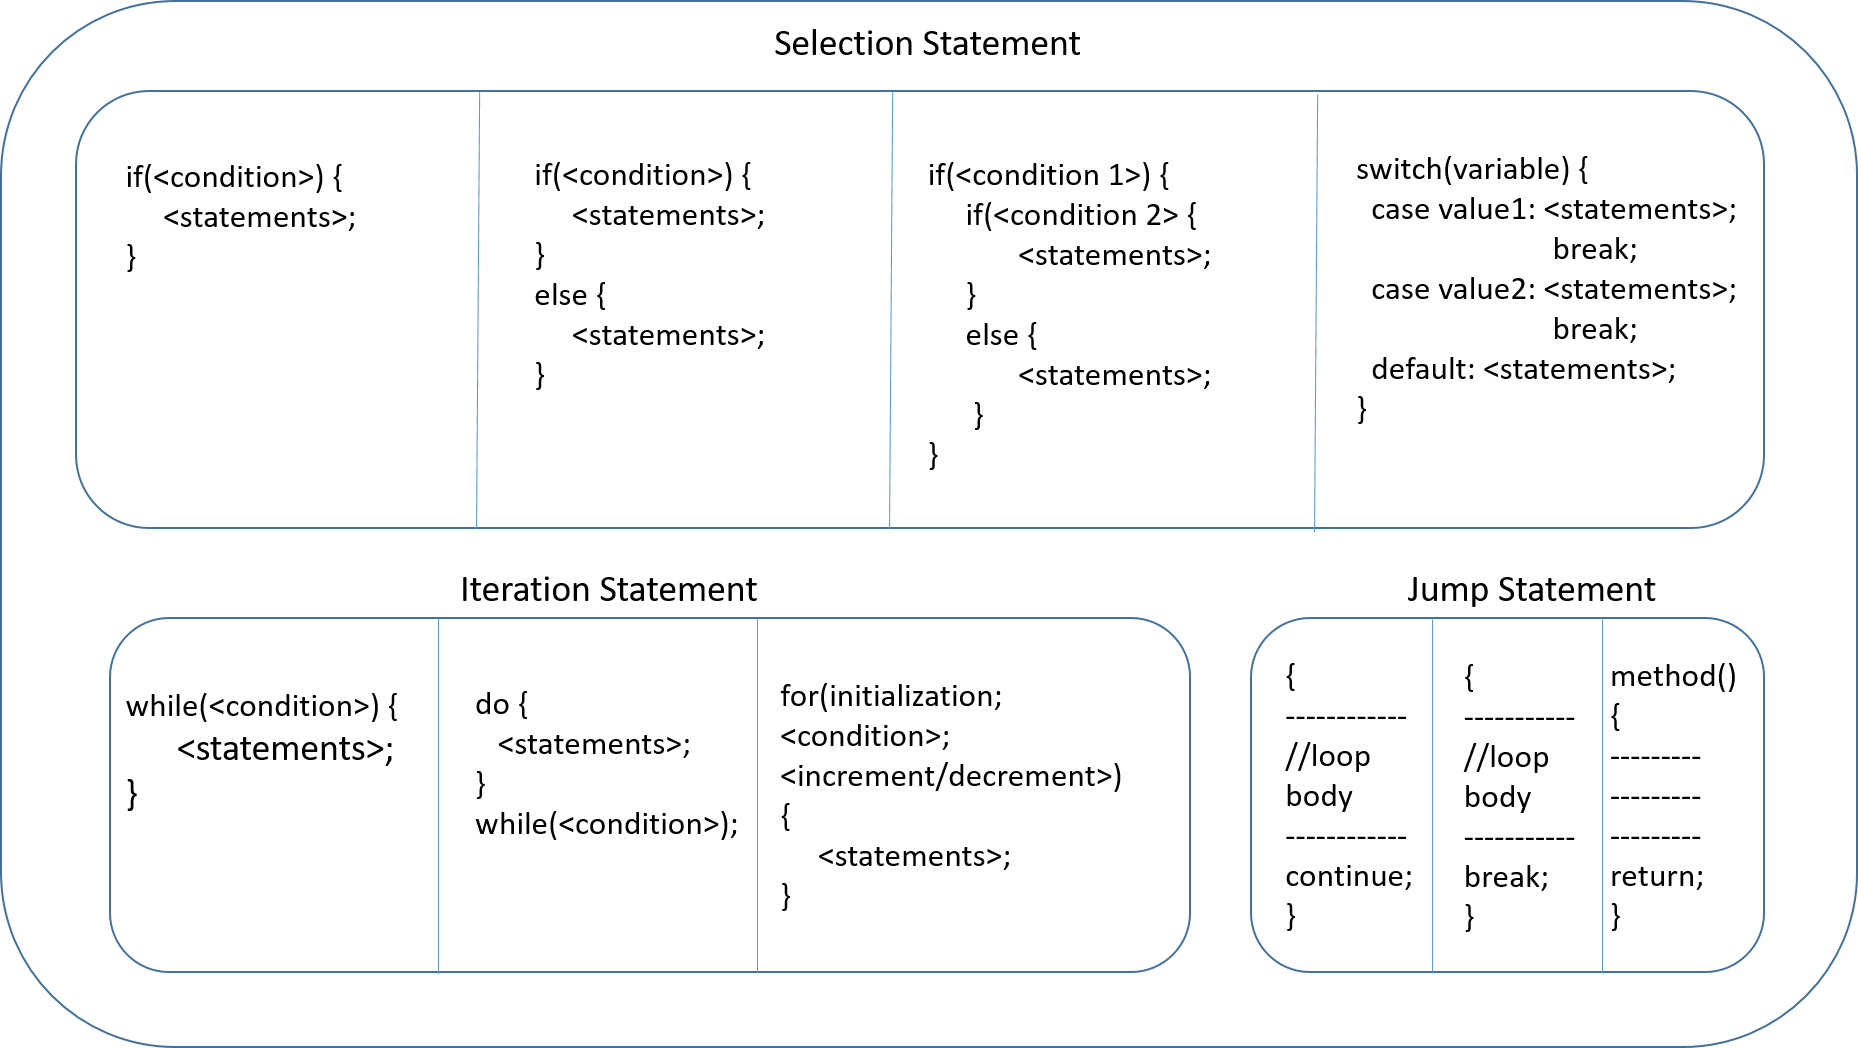 Selection Statement
if(<condition>) {
<statements>;
}
if(<condition>) {
<statements>;
}
else {
<statements>;
}
if(<condition 1>) {
if(<condition 2> {
<statements>;
}
else {
<statements>;
}
}
switch(variable) {
case value1: <statements>;
break;
case value2: <statements>;
break;
default: <statements>;
}
Iteration Statement
while(<condition>) {
<statements>;
}
do {
<statements>;
}
while(<condition>);
for(initialization;
<condition>;
<increment/decrement>)
{
<statements>;
}
Jump Statement
{
------------
//loop
body
------------
continue;
}
{
-----------
//loop
body
-----------
break;
}
method()
{
---------
---------
---------
return;
}